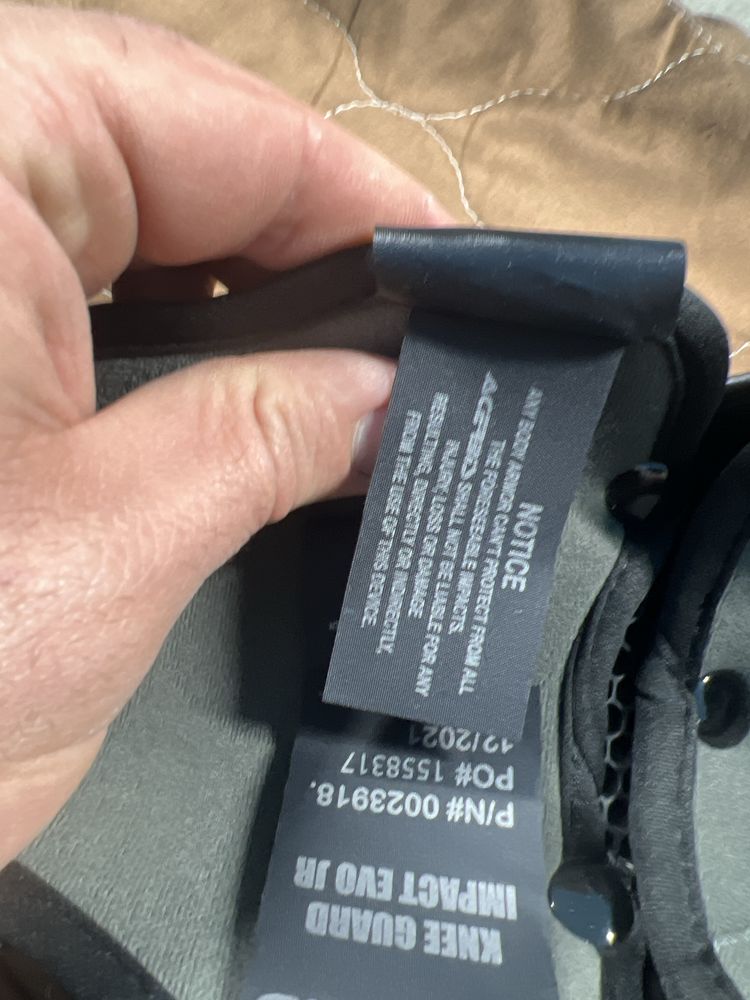 NOTICE
ANY BODY ARMOR CAN'T PROTECT FROM ALL
THE FORESEEABLE IMPACTS.
ACERBIS SHALL NOT BE LIABLE FOR ANY
INJURY, LOSS OR DAMAGE
RESULTING, DIRECTLY OR INDIRECTLY,
FROM THE USE OF THIS DEVICE.
KNEE GUARD
IMPACT EVO JR
P/N# 0023918.
PO# 1558317
12/2021